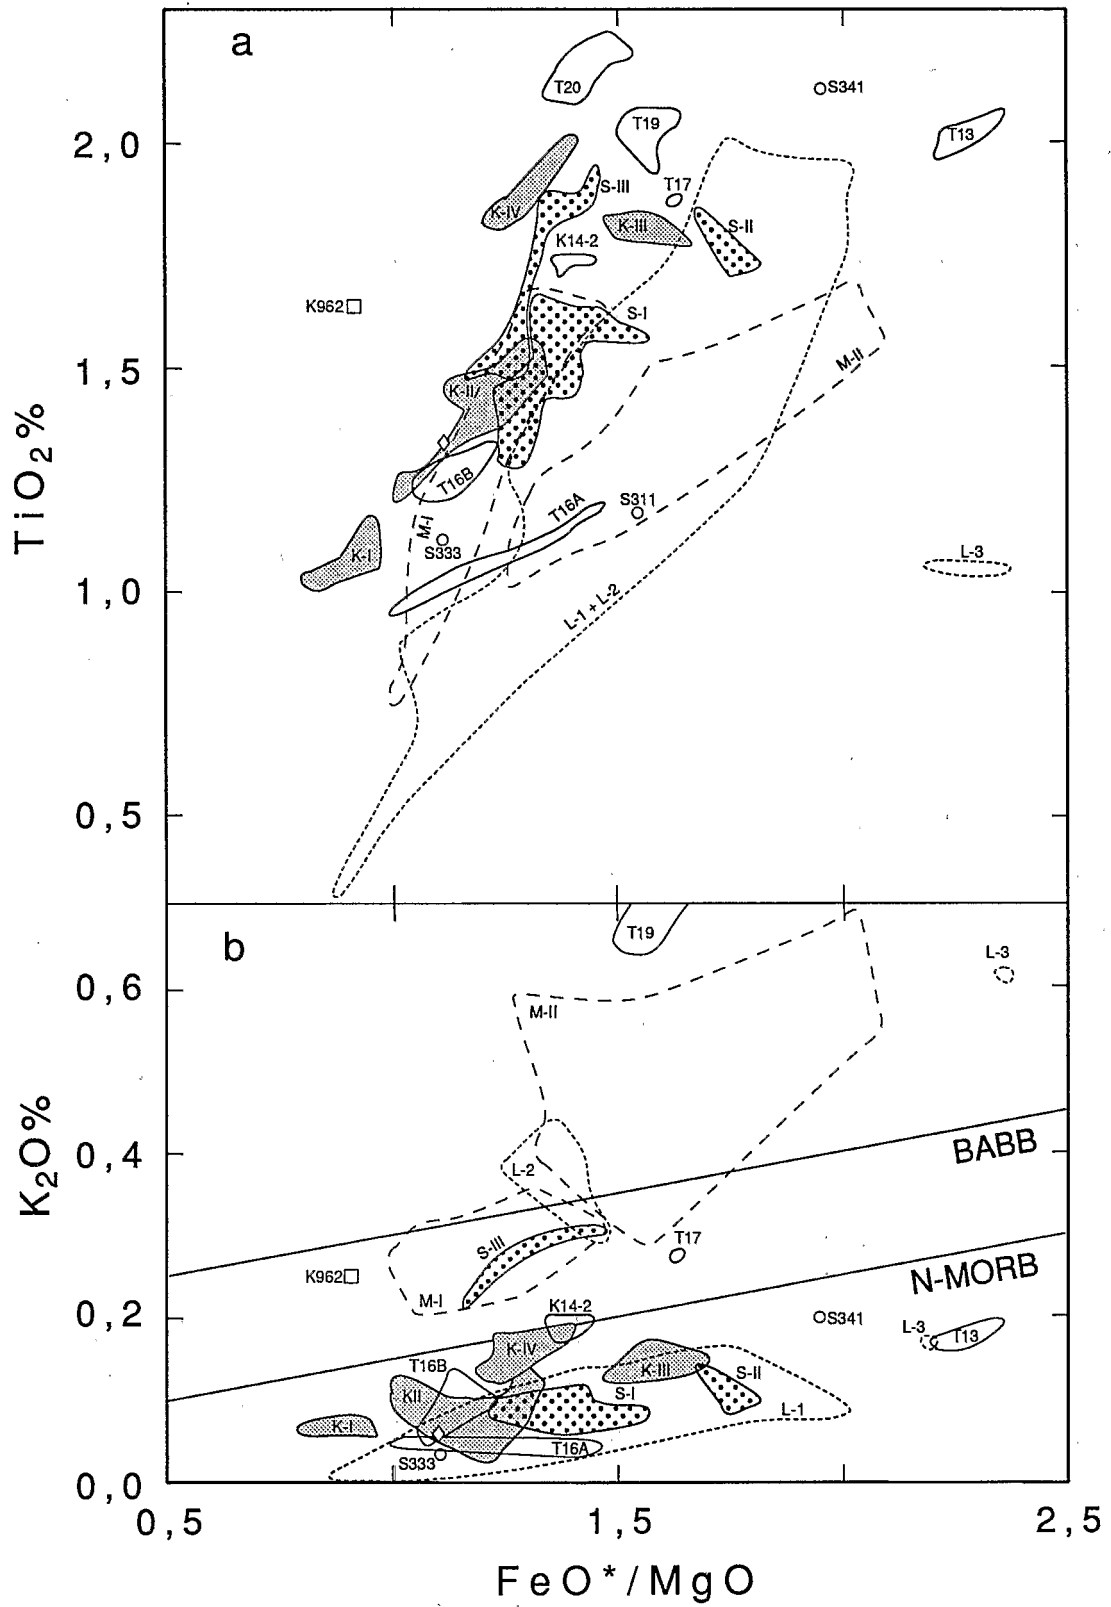 a
T20
S341
2,0
T19
T13
S-III
T17
K-IV
K-III
S-II
K14-2
K962
S-I
1,5
M-II
K-II
TiO2%
T16B
T16A
S311
M-I
S333
K-I
L-3
1,0
L-1 + L-2
0,5
b
T19
L-3
0,6
M-II
K2O%
0,4
BABB
L-2
S-III
T17
K962
N-MORB
M-I
K14-2
0,2
S341
L-3
T13
K-IV
T16B
K-III
S-II
KII
S-I
L-1
K-I
T16A
S333
0,0
0,5
1,5
2,5
FeO*/MgO